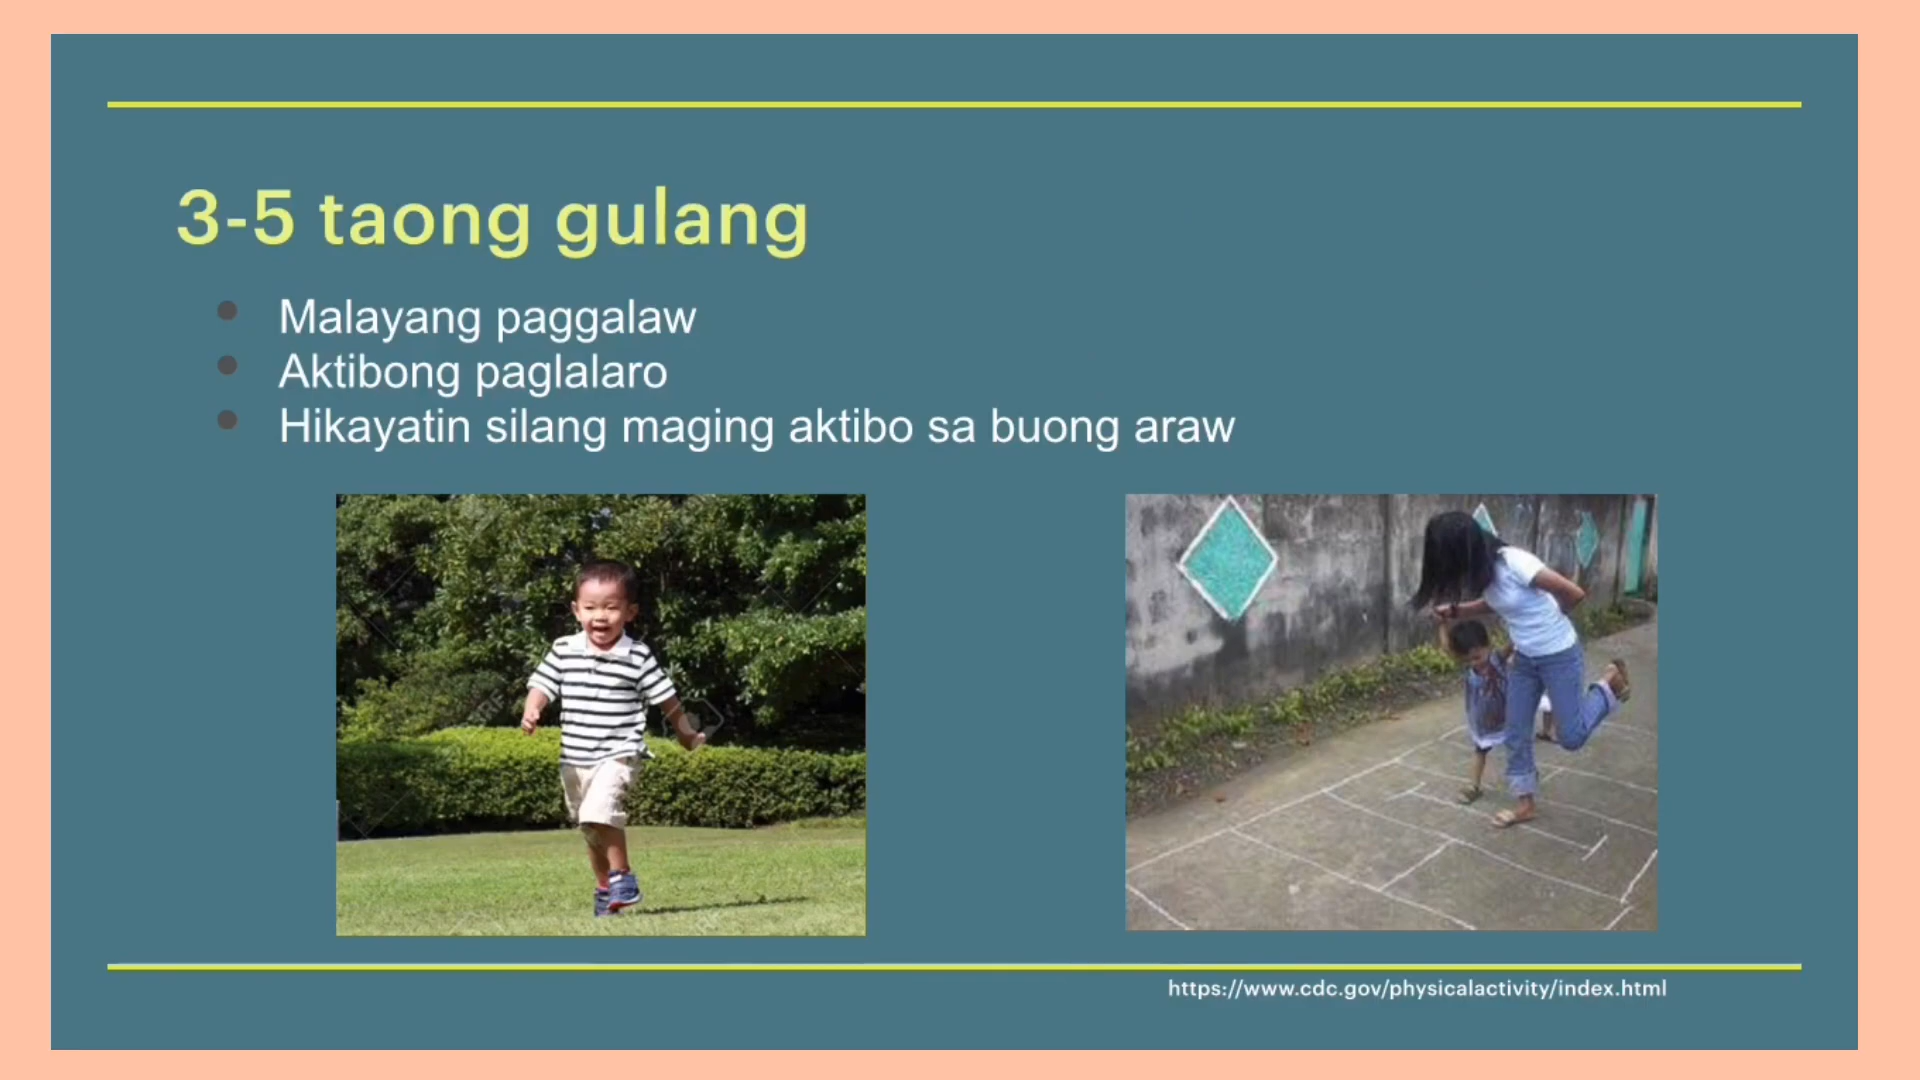 3-5 taong gulang
Malayang paggalaw
Aktibong paglalaro
Hikayatin silang maging aktibo sa buong araw
https://www.cdc.gov/physicalactivity/index.html